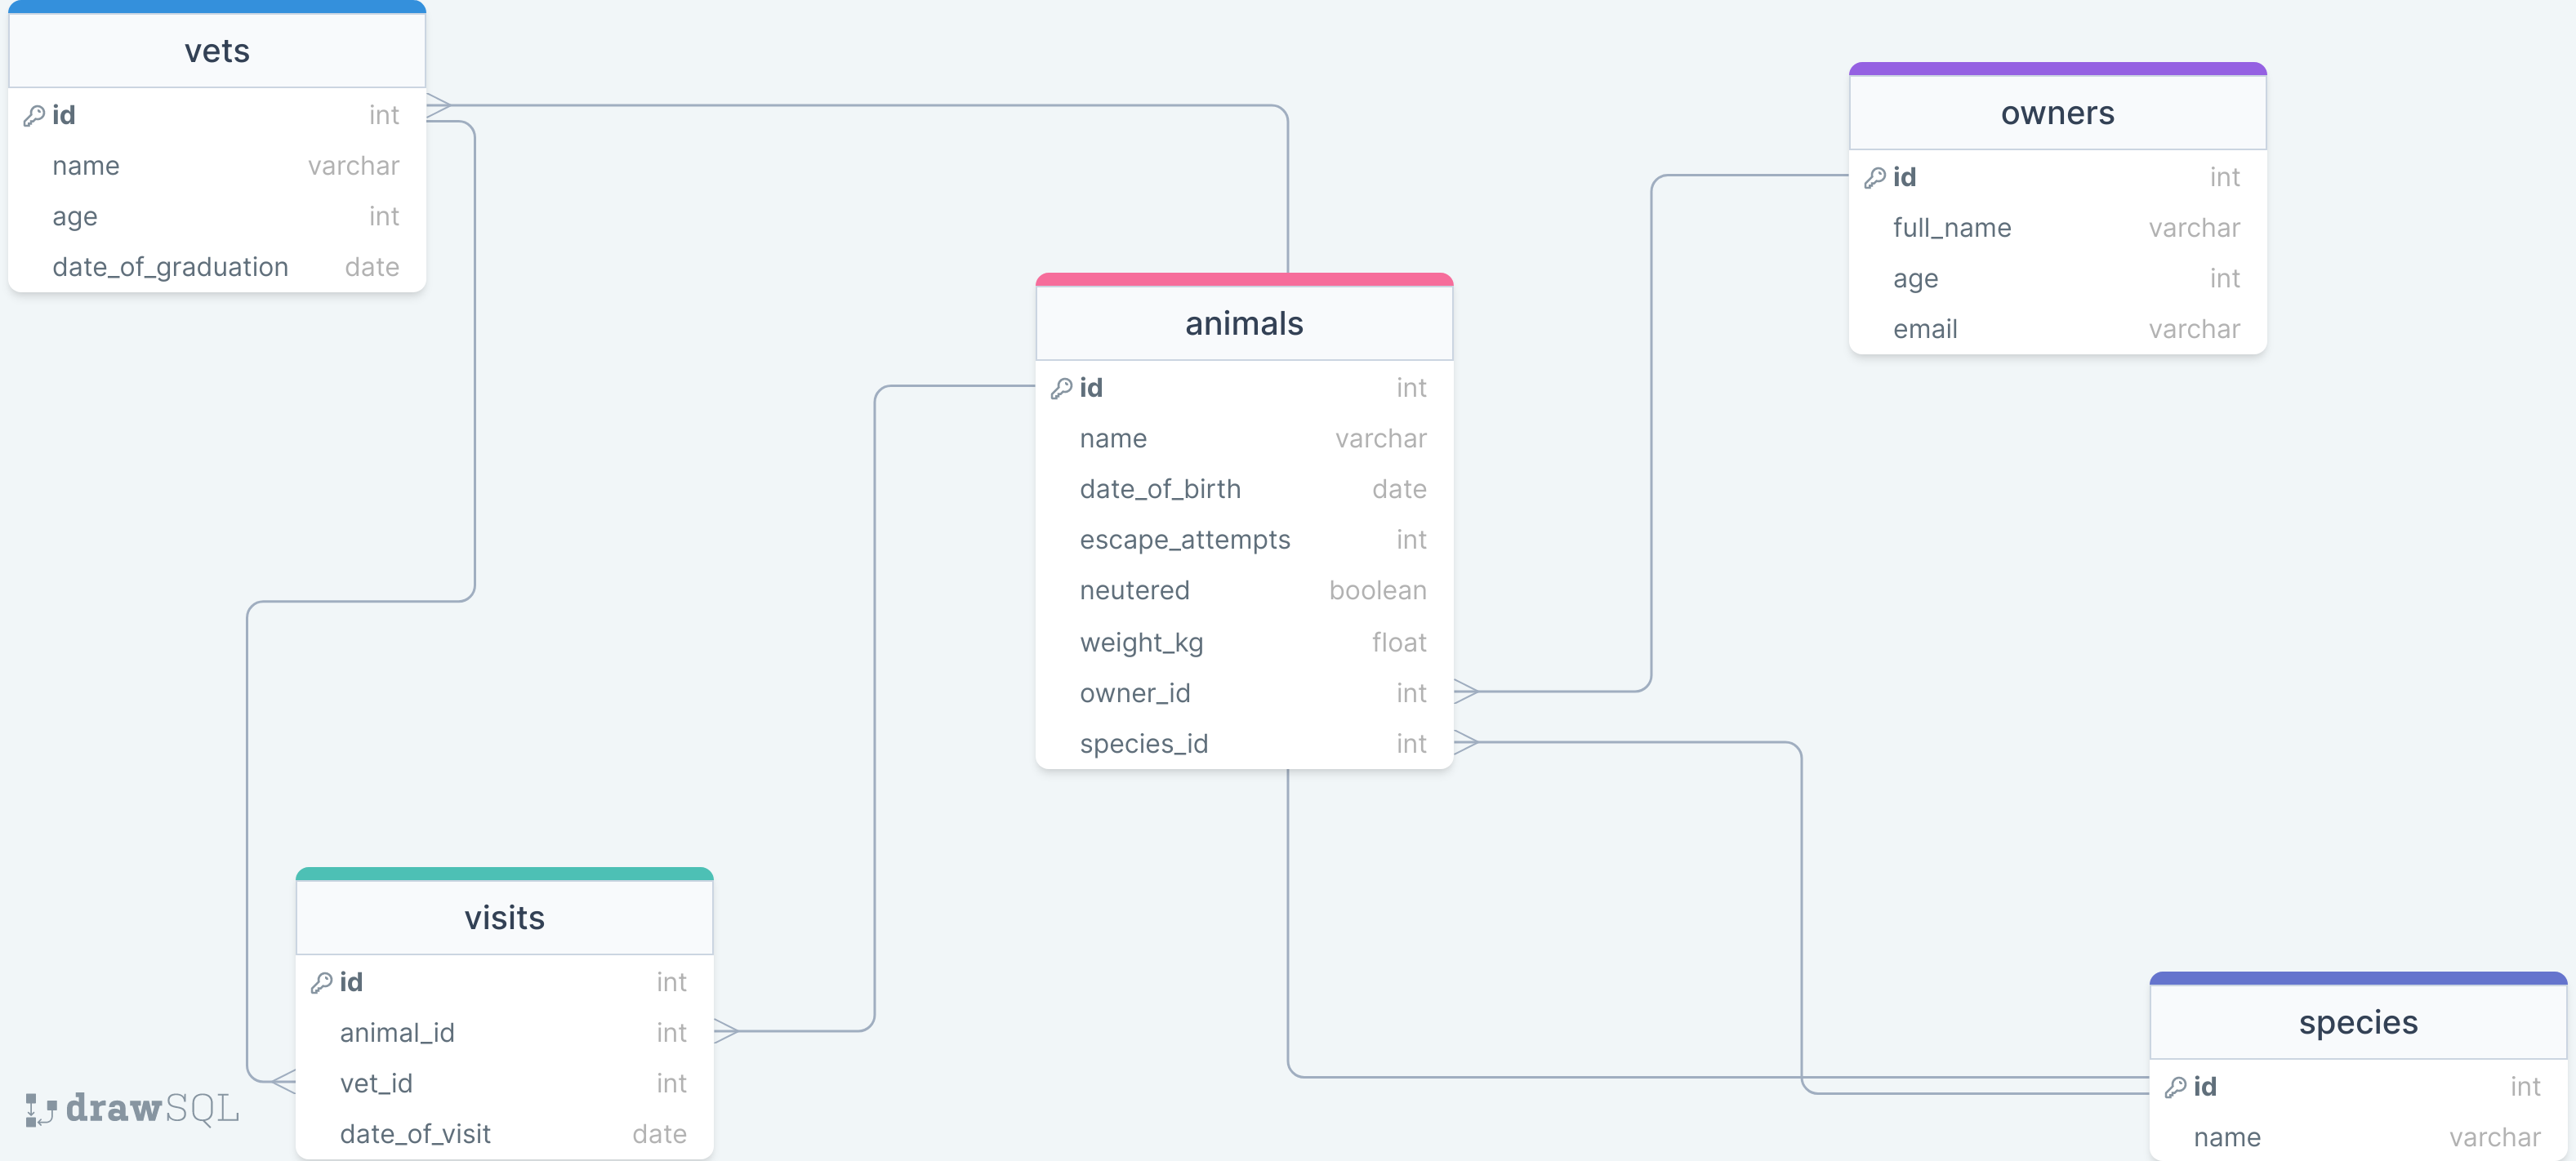 vets
id int
name varchar
age int
date_of_graduation date
owners
id int
full_name varchar
age int
email varchar
animals
id int
name varchar
date_of_birth date
escape_attempts int
neutered boolean
weight_kg float
owner_id int
species_id int
visits
id int
animal_id int
vet_id int
date_of_visit date
species
id int
name varchar
drawSQL